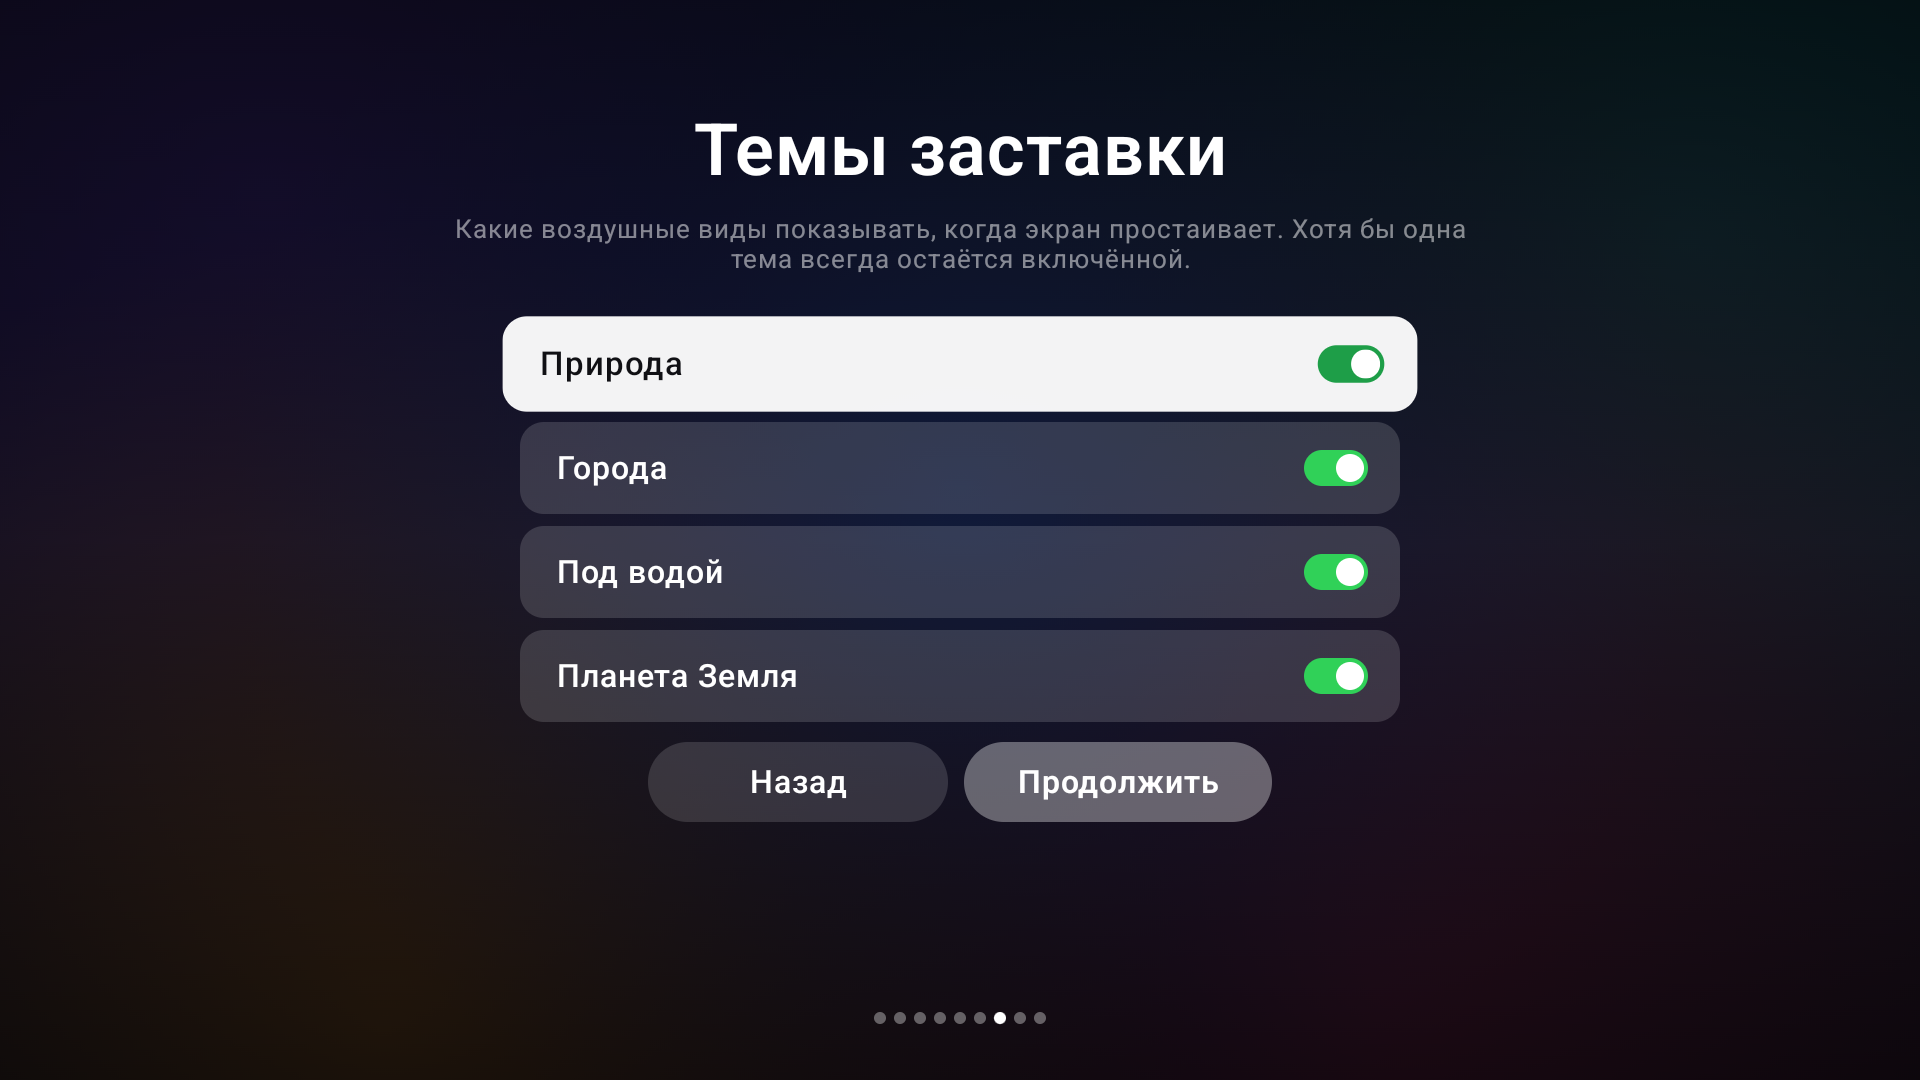 Темы заставки
Какие воздушные виды показывать, когда экран простаивает. Хотя бы одна
тема всегда остаётся включённой.
Природа
Города
Под водой
Планета Земля
Назад
Продолжить